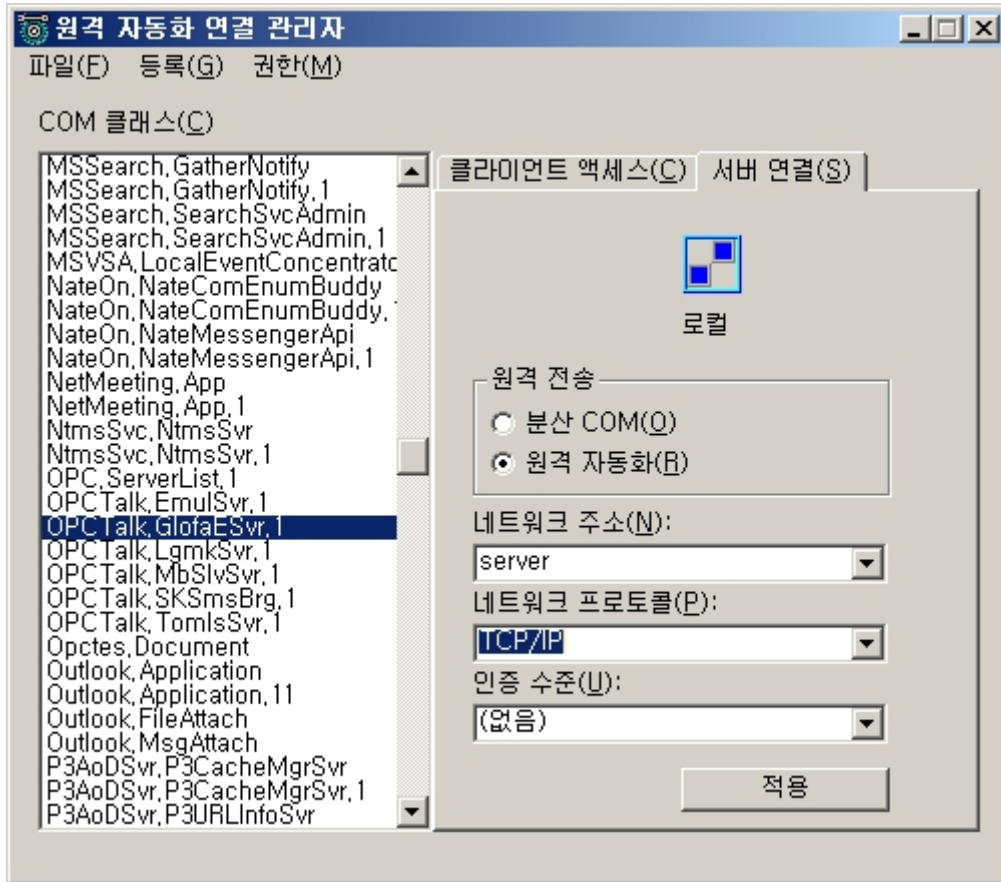 원격 자동화 연결 관리자
파일(F) 등록(G) 권한(M)
COM 클래스(C)
MSSearch,GatherNotify
MSSearch,GatherNotify,1
MSSearch,SearchSvcAdmin
MSSearch,SearchSvcAdmin,1
MSVSA,LocalEventConcentratc
NateOn,NateComEnumBuddy
NateOn,NateComEnumBuddy,
NateOn,NateMessengerApi
NateOn,NateMessengerApi,1
NetMeeting,App
NetMeeting,App,1
NtmsSvc,NtmsSvr
NtmsSvc,NtmsSvr,1
OPC,ServerList,1
OPCTalk,EmulSvr,1
OPCTalk,GlofaESvr,1
OPCTalk,LgmkSvr,1
OPCTalk,MbSlvSvr,1
OPCTalk,SKSmsBrg,1
OPCTalk,TomlsSvr,1
Opctes,Document
Outlook,Application
Outlook,Application,11
Outlook,FileAttach
Outlook,MsgAttach
P3AoDSvr,P3CacheMgrSvr
P3AoDSvr,P3CacheMgrSvr,1
P3AoDSvr,P3URLInfoSvr
클라이언트 액세스(C) 서버 연결(S)
로컬
원격 전송
분산 COM(O)
원격 자동화(R)
네트워크 주소(N):
server
네트워크 프로토콜(P):
TCP/IP
인증 수준(U):
(없음)
적용